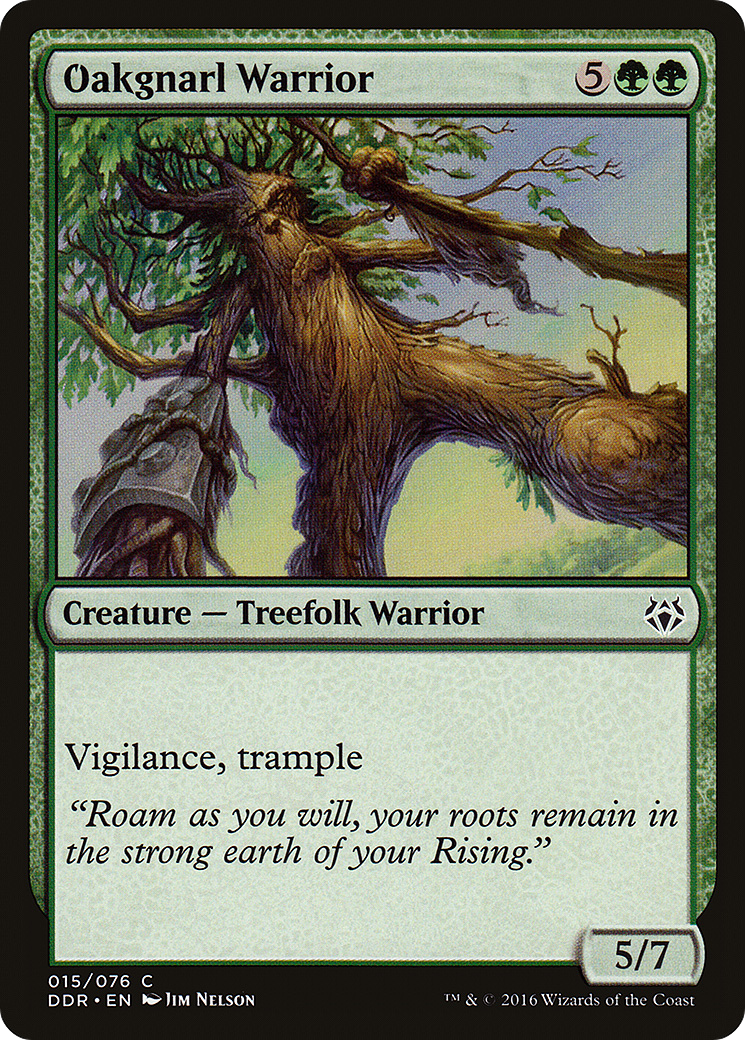 Oakgnarl Warrior 5
Creature — Treefolk Warrior
Vigilance, trample
“Roam as you will, your roots remain in
the strong earth of your Rising.”
5/7
015/076 C
DDR • EN Jim Nelson
™ & © 2016 Wizards of the Coast